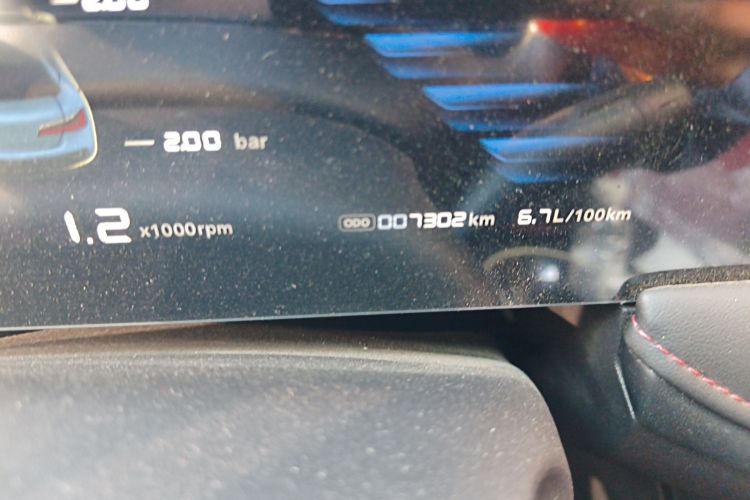 2.00 bar
1.2 x1000rpm
ODO 007302 km 6.7L/100km